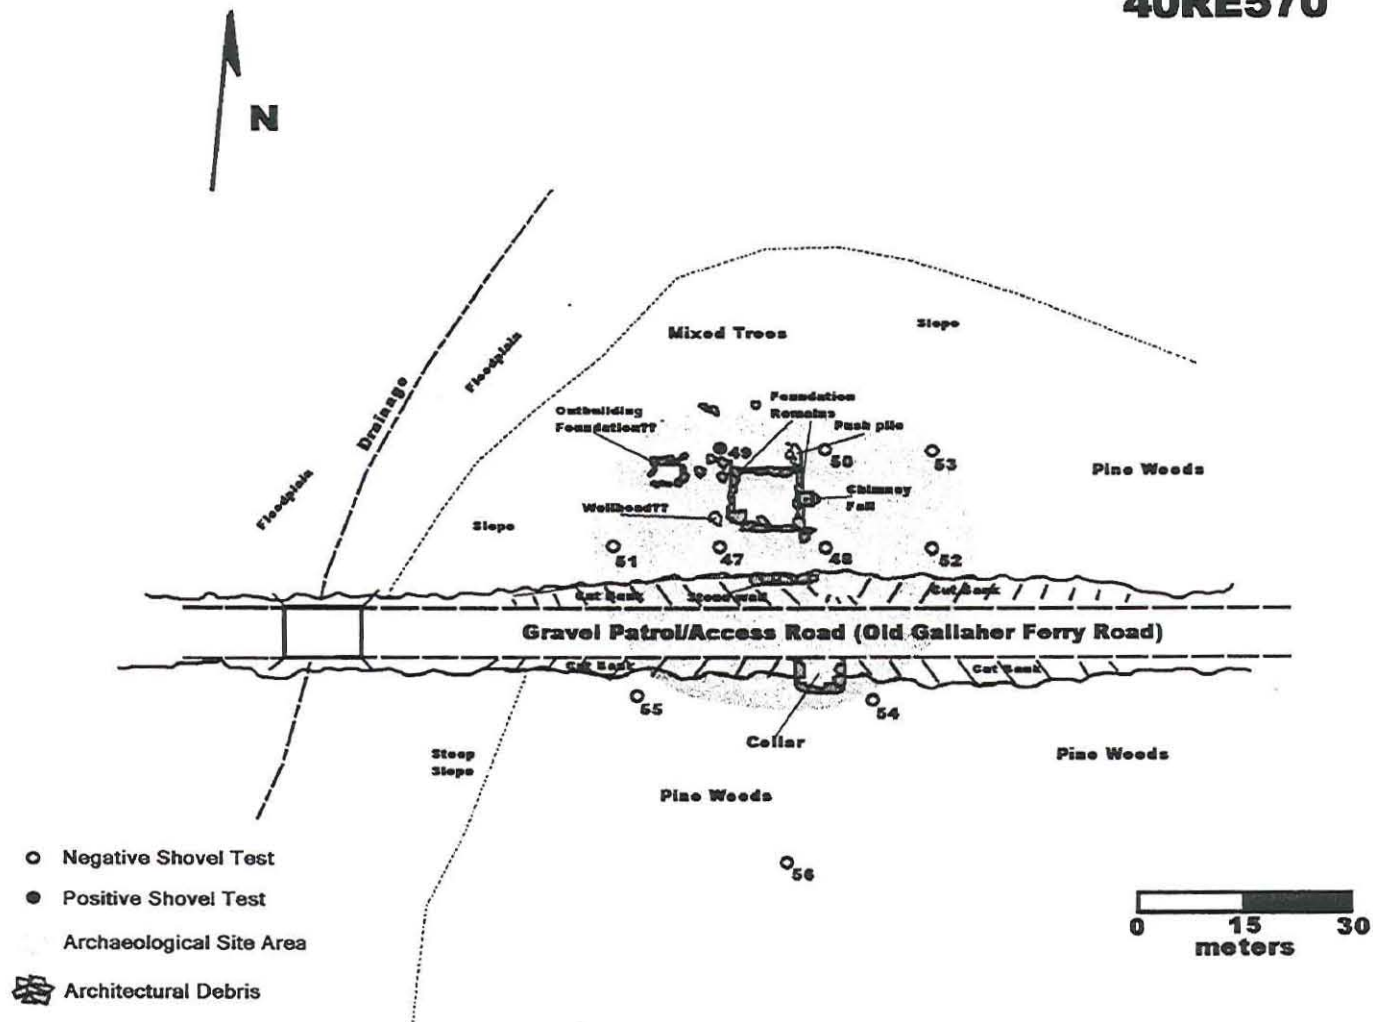 40RE570
N
Mixed Trees
Slope
Floodplain
Drainage
Floodplain
Outbuilding
Foundation??
Foundation
Remains
Push pile
49
50
53
Pine Woods
Chimney
Fall
Wellhead??
Slope
51
47
48
52
Cut Bank
Stone wall
Cut Bank
Gravel Patrol/Access Road (Old Gallaher Ferry Road)
Cut Bank
Cut Bank
55
54
Cellar
Steep
Slope
Pine Woods
Pine Woods
56
Negative Shovel Test
Positive Shovel Test
Archaeological Site Area
Architectural Debris
0 15 30
meters